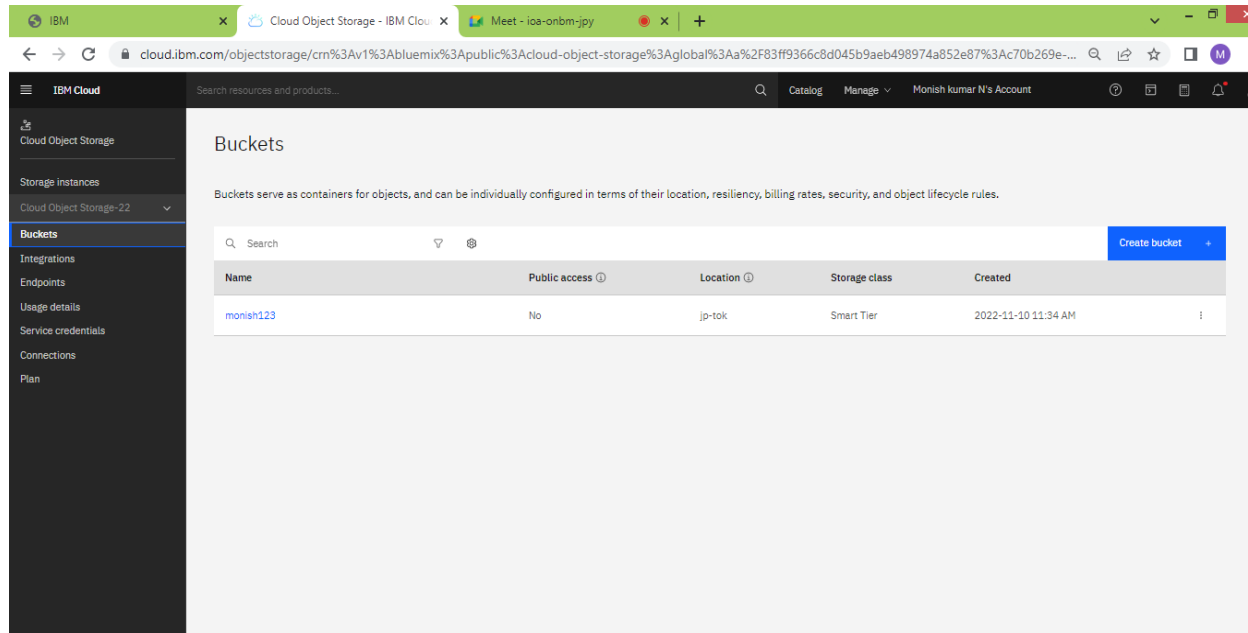 IBM
Cloud Object Storage - IBM Clou
Meet - ioa-onbm-jpy
cloud.ibm.com/objectstorage/crn%3Av1%3Abluemix%3Apublic%3Acloud-object-storage%3Aglobal%3Aa%2F83ff9366c8d045b9aeb498974a852e87%3Ac70b269e-...
M
IBM Cloud
Search resources and products...
Catalog
Manage
Monish kumar N's Account
Cloud Object Storage
Storage instances
Cloud Object Storage-22
Buckets
Integrations
Endpoints
Usage details
Service credentials
Connections
Plan
Buckets
Buckets serve as containers for objects, and can be individually configured in terms of their location, resiliency, billing rates, security, and object lifecycle rules.
Search
Create bucket +
Name Public access Location Storage class Created
monish123 No jp-tok Smart Tier 2022-11-10 11:34 AM